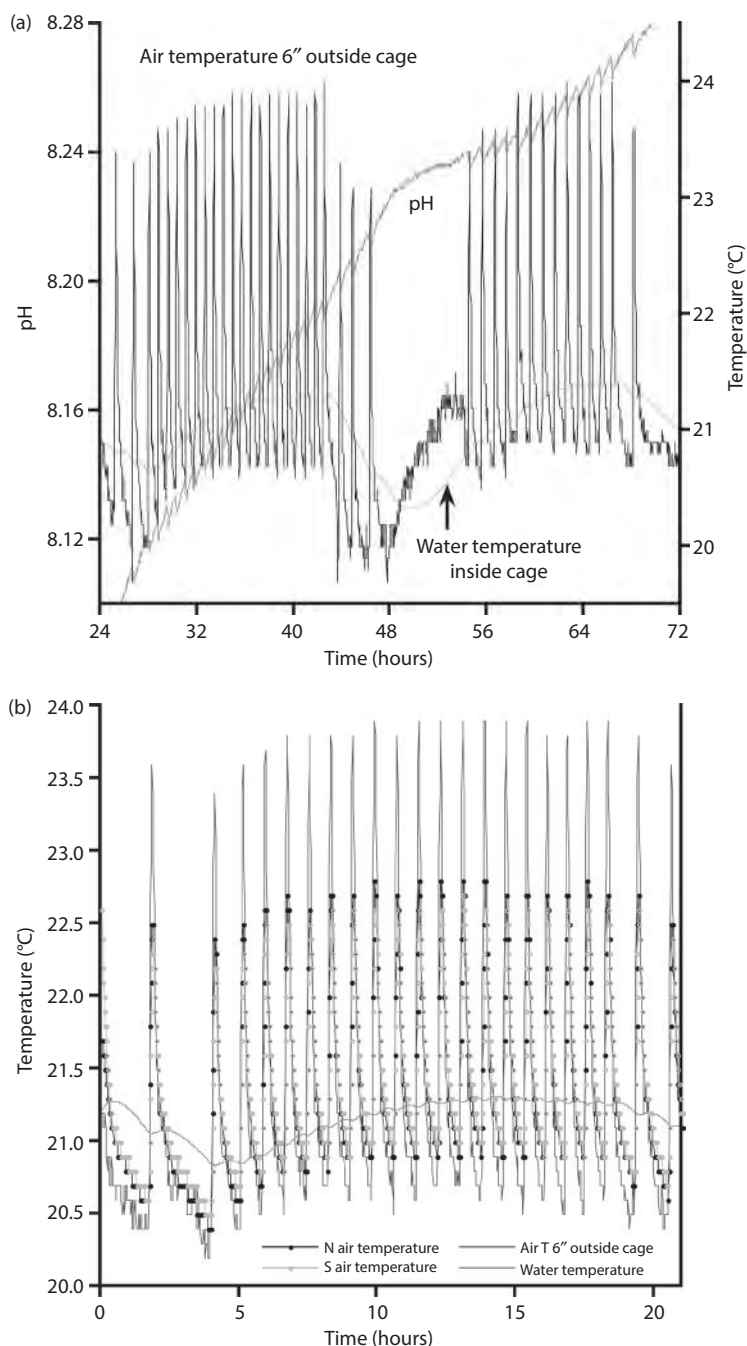 (a)
8.28
8.24
8.20
8.16
8.12
pH
Air temperature 6″ outside cage
pH
Water temperature
inside cage
24
23
22
21
20
Temperature (°C)
24 32 40 48 56 64 72
Time (hours)
(b)
24.0
23.5
23.0
22.5
22.0
21.5
21.0
20.5
20.0
Temperature (°C)
N air temperature
Air T 6″ outside cage
S air temperature
Water temperature
0 5 10 15 20
Time (hours)